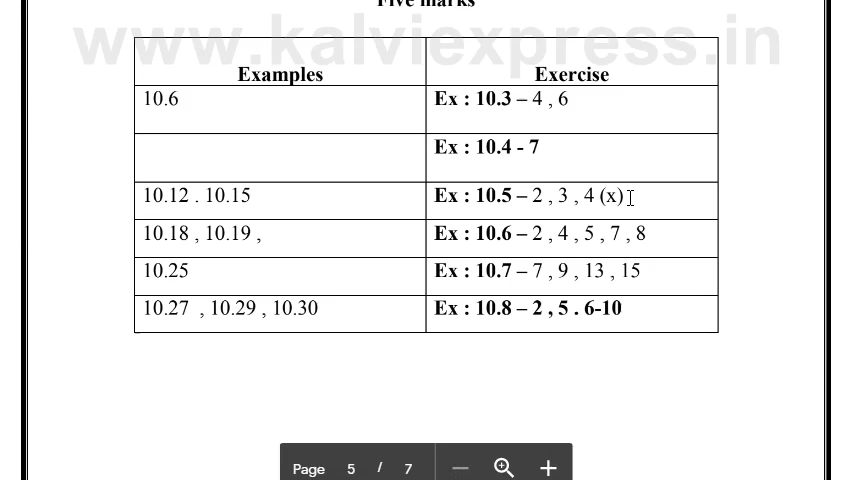 Five marks
www.kalviexpress.in
Examples Exercise
10.6 Ex : 10.3 – 4 , 6
Ex : 10.4 - 7
10.12 . 10.15 Ex : 10.5 – 2 , 3 , 4 (x)
10.18 , 10.19 , Ex : 10.6 – 2 , 4 , 5 , 7 , 8
10.25 Ex : 10.7 – 7 , 9 , 13 , 15
10.27 , 10.29 , 10.30 Ex : 10.8 – 2 , 5 . 6-10
Page 5 / 7